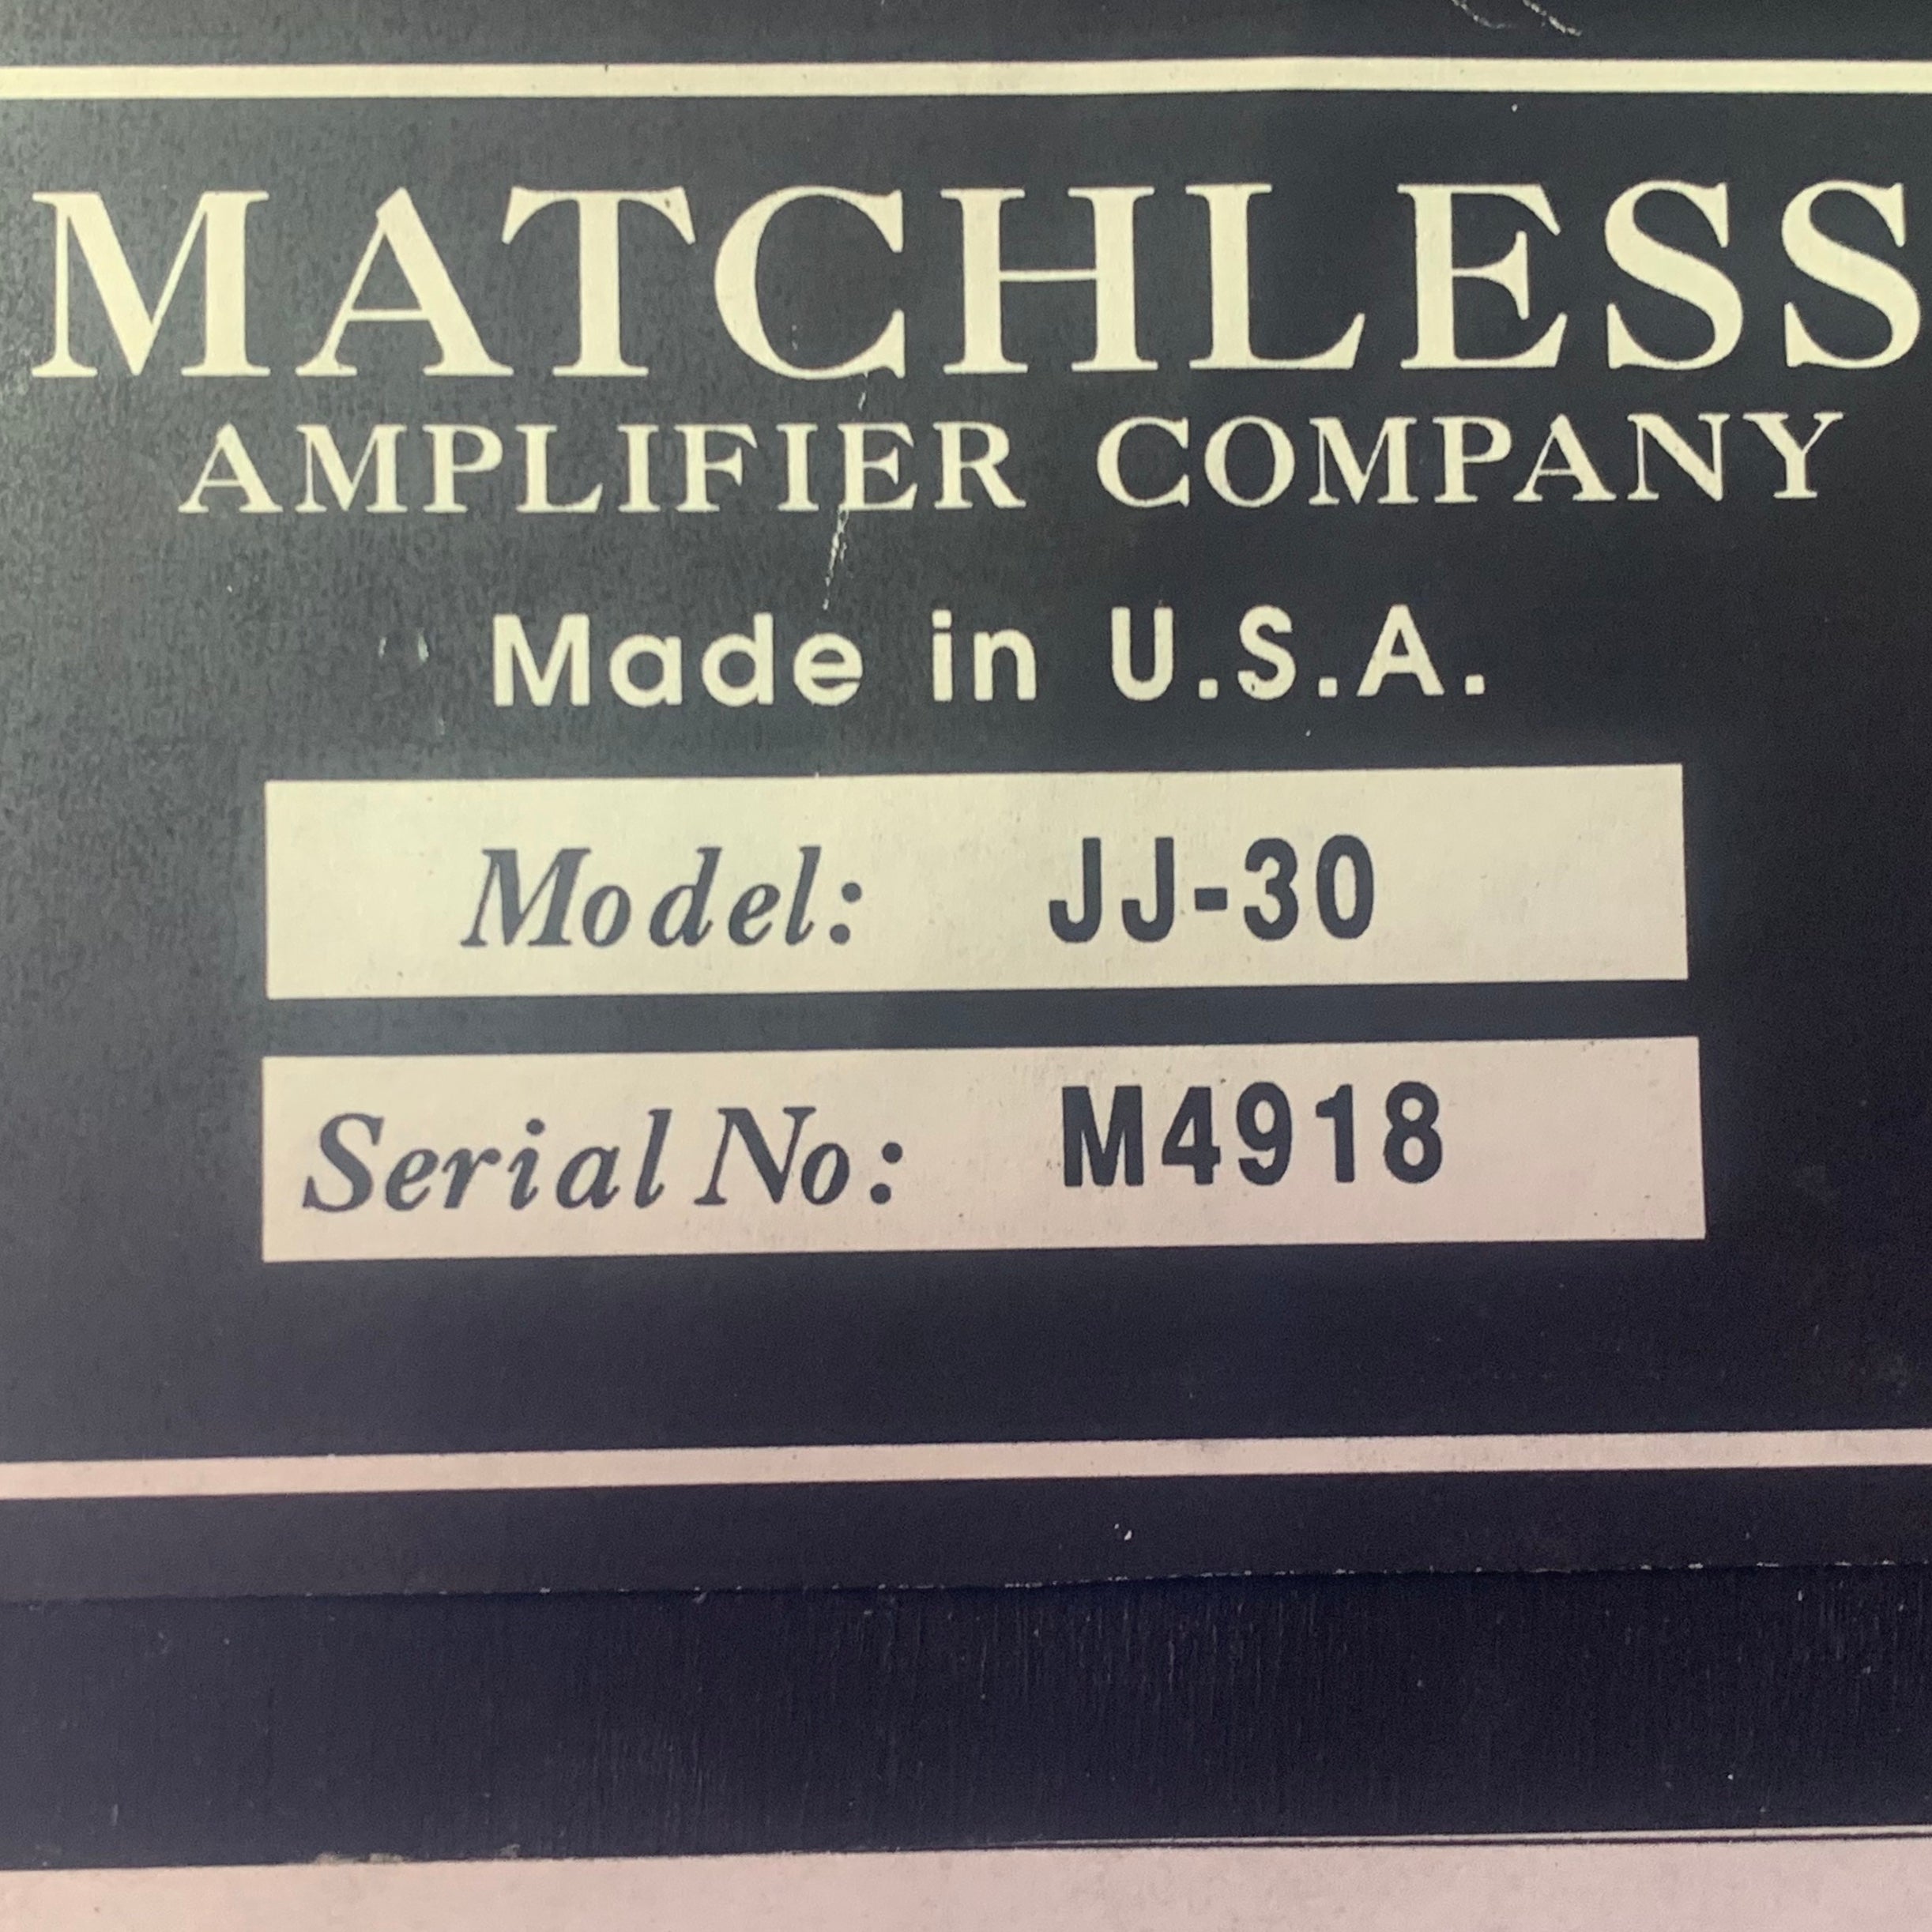 MATCHLESS
AMPLIFIER COMPANY
Made in U.S.A.
Model: JJ-30
Serial No: M4918